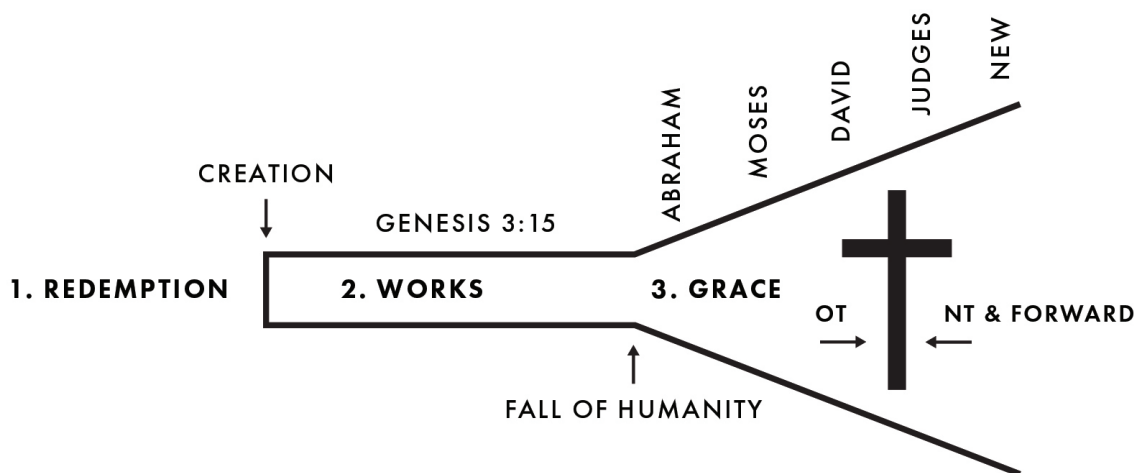 ABRAHAM
MOSES
DAVID
JUDGES
NEW
CREATION
GENESIS 3:15
1. REDEMPTION
2. WORKS
3. GRACE
OT
NT & FORWARD
FALL OF HUMANITY